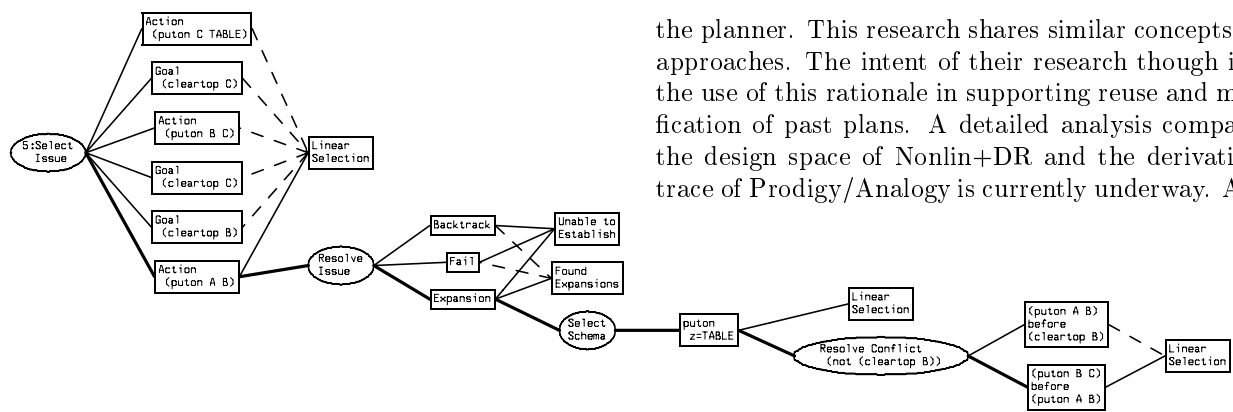 Action
(puton C TABLE)
Goal
(cleartop C)
Action
(puton B C)
Goal
(cleartop C)
Goal
(cleartop B)
Action
(puton A B)
5:Select
Issue
Linear
Selection
Resolve
Issue
Backtrack
Fail
Expansion
Unable to
Establish
Found
Expansions
Select
Schema
puton
z=TABLE
Linear
Selection
Resolve Conflict
(not (cleartop B))
(puton A B)
before
(cleartop B)
(puton B C)
before
(puton A B)
Linear
Selection
the planner. This research shares similar concepts
approaches. The intent of their research though i
the use of this rationale in supporting reuse and m
fication of past plans. A detailed analysis compa
the design space of Nonlin+DR and the derivati
trace of Prodigy/Analogy is currently underway. A